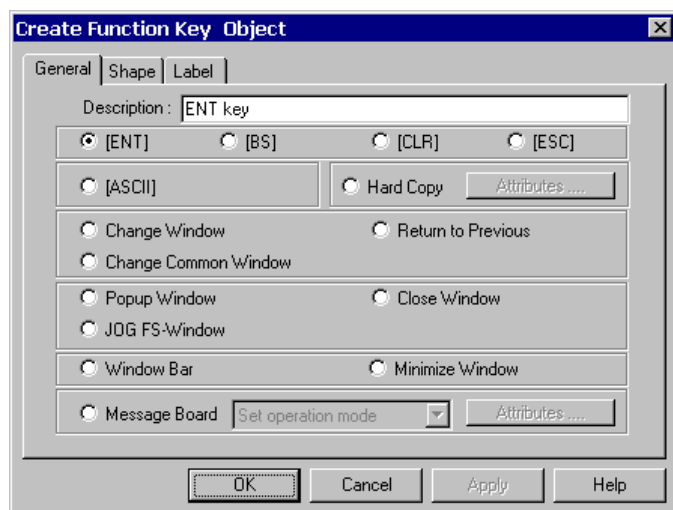 Create Function Key Object
General Shape Label
Description : ENT key
[ENT] [BS] [CLR] [ESC]
[ASCII] Hard Copy Attributes ....
Change Window Return to Previous
Change Common Window
Popup Window Close Window
JOG FS-Window
Window Bar Minimize Window
Message Board Set operation mode Attributes ....
OK Cancel Apply Help